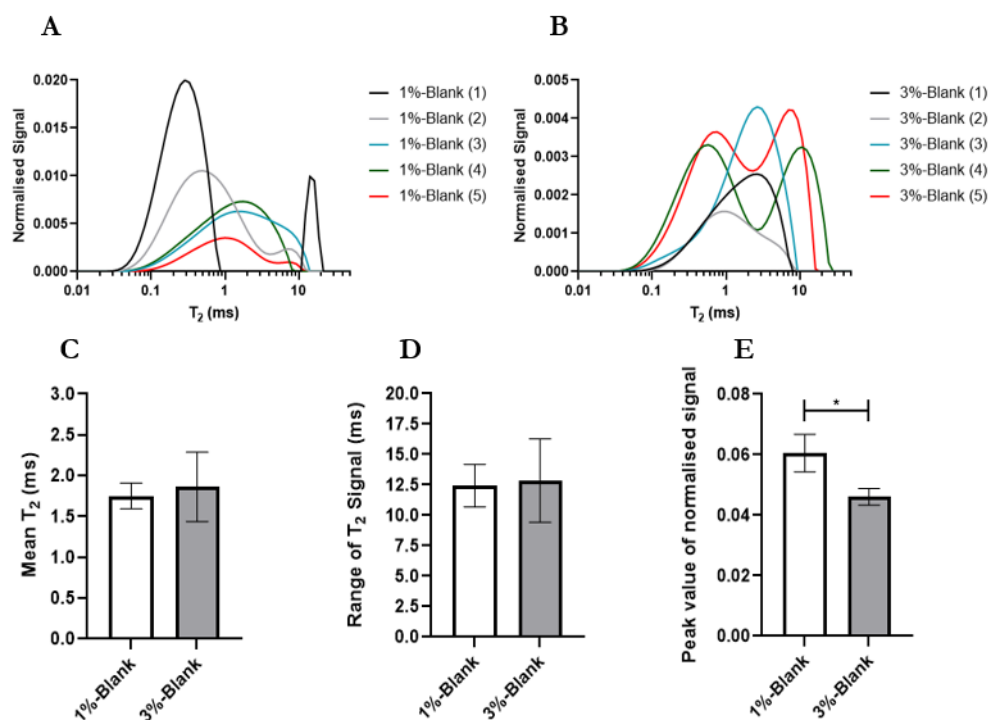 A
B
Normalised Signal
0.020
0.015
0.010
0.005
0.000
0.01
0.1
1
10
T2 (ms)
1%-Blank (1)
1%-Blank (2)
1%-Blank (3)
1%-Blank (4)
1%-Blank (5)
Normalised Signal
0.005
0.004
0.003
0.002
0.001
0.000
0.01
0.1
1
10
T2 (ms)
3%-Blank (1)
3%-Blank (2)
3%-Blank (3)
3%-Blank (4)
3%-Blank (5)
C
D
E
Mean T2 (ms)
3.0
2.5
2.0
1.5
1.0
0.5
0.0
1%-Blank
3%-Blank
Range of T2 Signal (ms)
20.0
17.5
15.0
12.5
10.0
7.5
5.0
2.5
0.0
1%-Blank
3%-Blank
Peak value of normalised signal
0.08
0.06
0.04
0.02
0.00
*
1%-Blank
3%-Blank